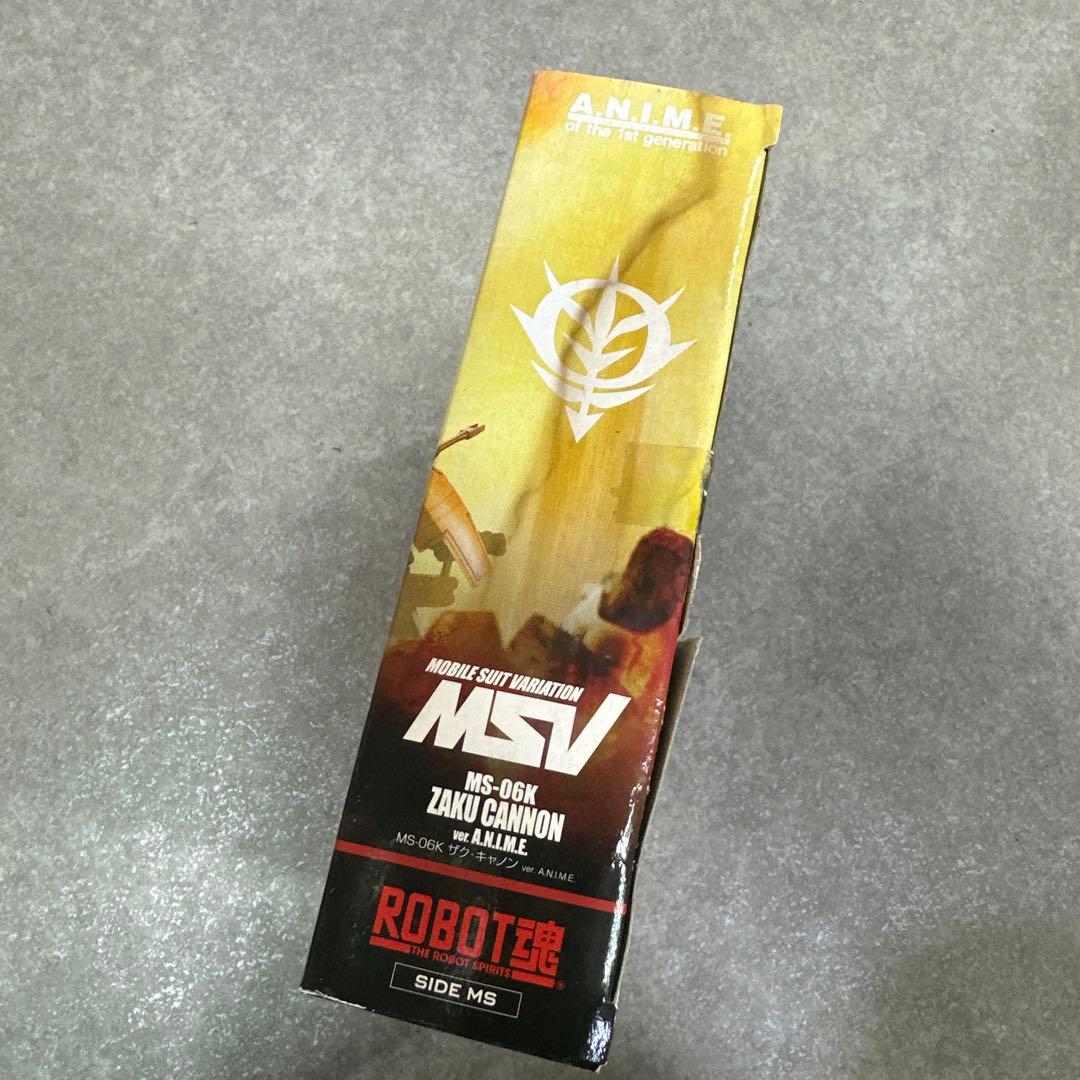 A.N.I.M.E.
of the 1st generation
MOBILE SUIT VARIATION
MSV
MS-06K
ZAKU CANNON
ver. A.N.I.M.E.
MS-06K ザク・キャノン ver. A.N.I.M.E.
ROBOT魂
THE ROBOT SPIRITS
®
SIDE MS